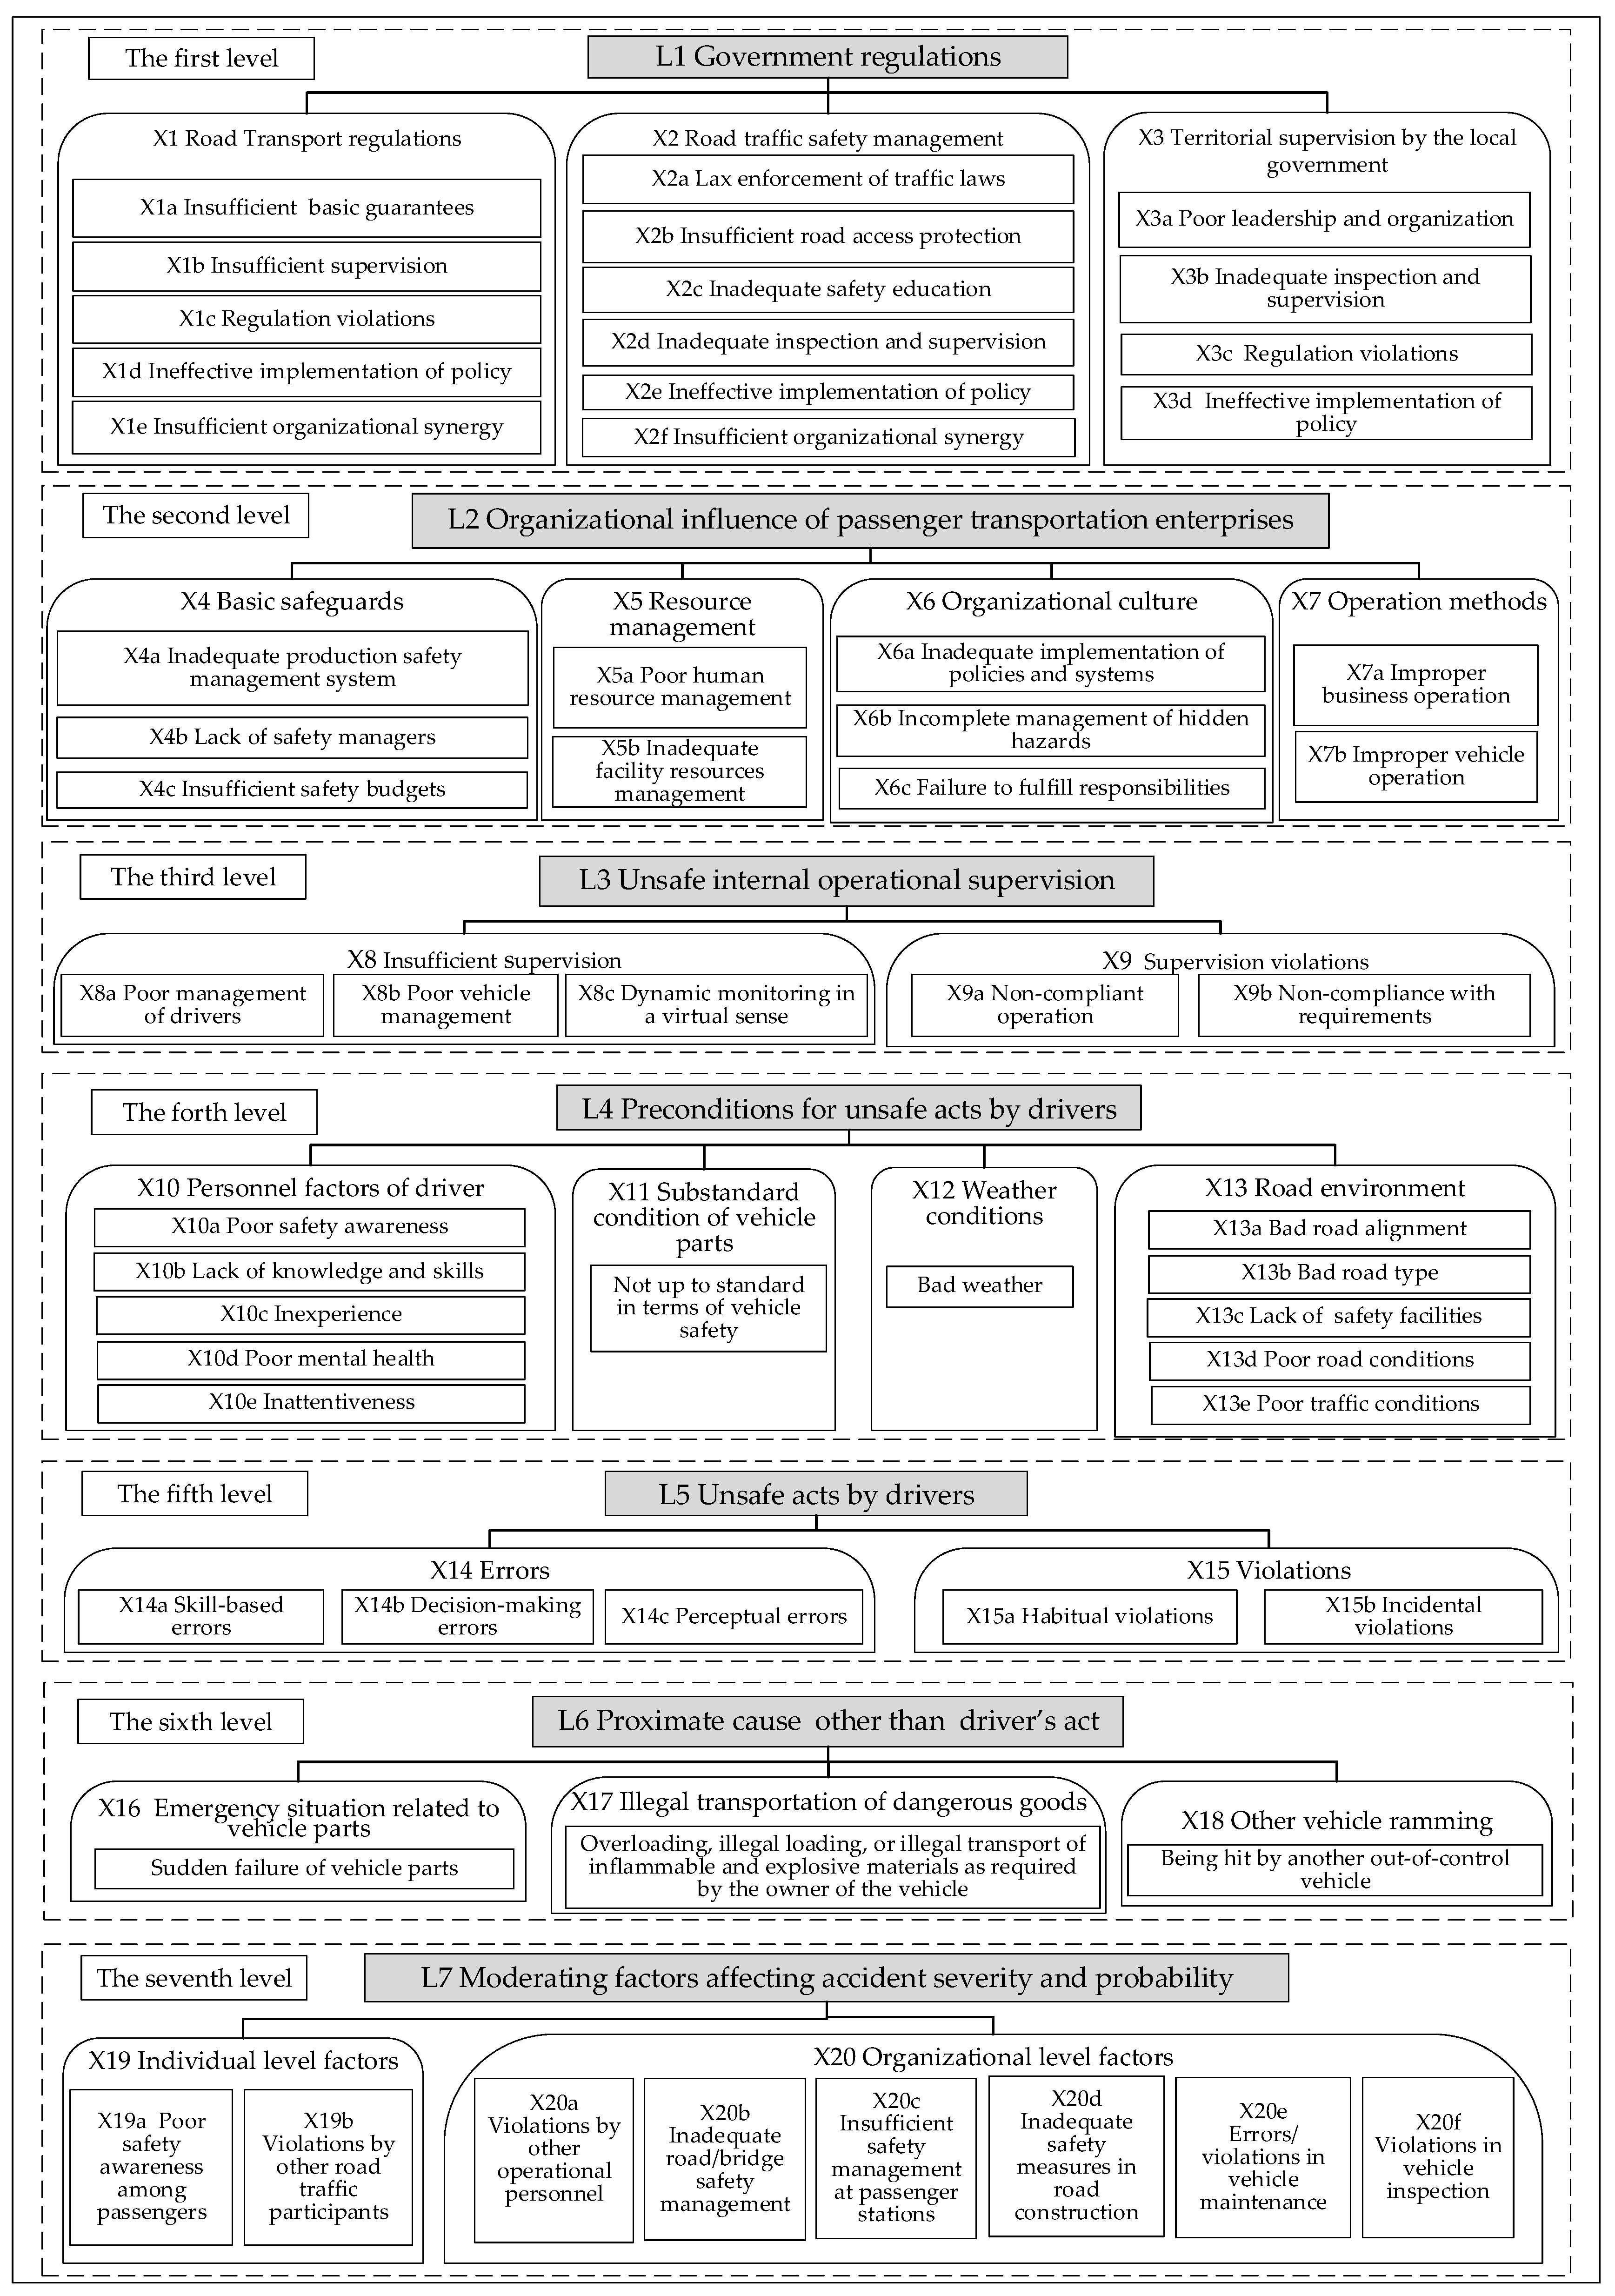 The first level
L1 Government regulations
X1 Road Transport regulations
X1a Insufficient basic guarantees
X1b Insufficient supervision
X1c Regulation violations
X1d Ineffective implementation of policy
X1e Insufficient organizational synergy
X2 Road traffic safety management
X2a Lax enforcement of traffic laws
X2b Insufficient road access protection
X2c Inadequate safety education
X2d Inadequate inspection and supervision
X2e Ineffective implementation of policy
X2f Insufficient organizational synergy
X3 Territorial supervision by the local
government
X3a Poor leadership and organization
X3b Inadequate inspection and
supervision
X3c Regulation violations
X3d Ineffective implementation of
policy
The second level
L2 Organizational influence of passenger transportation enterprises
X4 Basic safeguards
X4a Inadequate production safety
management system
X4b Lack of safety managers
X4c Insufficient safety budgets
X5 Resource
management
X5a Poor human
resource management
X5b Inadequate
facility resources
management
X6 Organizational culture
X6a Inadequate implementation of
policies and systems
X6b Incomplete management of hidden
hazards
X6c Failure to fulfill responsibilities
X7 Operation methods
X7a Improper
business operation
X7b Improper vehicle
operation
The third level
L3 Unsafe internal operational supervision
X8 Insufficient supervision
X8a Poor management
of drivers
X8b Poor vehicle
management
X8c Dynamic monitoring in
a virtual sense
X9 Supervision violations
X9a Non-compliant
operation
X9b Non-compliance with
requirements
The forth level
L4 Preconditions for unsafe acts by drivers
X10 Personnel factors of driver
X10a Poor safety awareness
X10b Lack of knowledge and skills
X10c Inexperience
X10d Poor mental health
X10e Inattentiveness
X11 Substandard
condition of vehicle
parts
Not up to standard
in terms of vehicle
safety
X12 Weather
conditions
Bad weather
X13 Road environment
X13a Bad road alignment
X13b Bad road type
X13c Lack of safety facilities
X13d Poor road conditions
X13e Poor traffic conditions
The fifth level
L5 Unsafe acts by drivers
X14 Errors
X14a Skill-based
errors
X14b Decision-making
errors
X14c Perceptual errors
X15 Violations
X15a Habitual violations
X15b Incidental
violations
The sixth level
L6 Proximate cause other than driver's act
X16 Emergency situation related to
vehicle parts
Sudden failure of vehicle parts
X17 Illegal transportation of dangerous goods
Overloading, illegal loading, or illegal transport of
inflammable and explosive materials as required
by the owner of the vehicle
X18 Other vehicle ramming
Being hit by another out-of-control
vehicle
The seventh level
L7 Moderating factors affecting accident severity and probability
X19 Individual level factors
X19a Poor
safety
awareness
among
passengers
X19b
Violations by
other road
traffic
participants
X20 Organizational level factors
X20a
Violations by
other
operational
personnel
X20b
Inadequate
road/bridge
safety
management
X20c
Insufficient
safety
management
at passenger
stations
X20d
Inadequate
safety
measures in
road
construction
X20e
Errors/
violations in
vehicle
maintenance
X20f
Violations in
vehicle
inspection